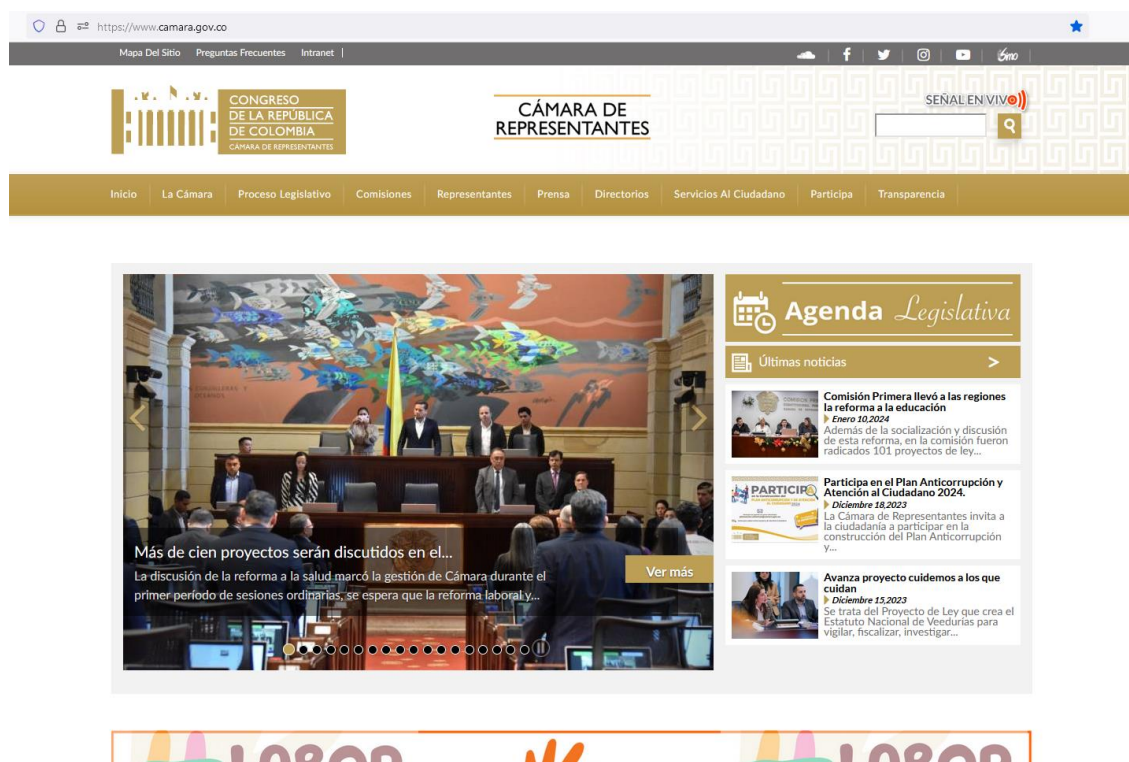 https://www.camara.gov.co
Mapa Del Sitio Preguntas Frecuentes Intranet
CONGRESO
DE LA REPÚBLICA
DE COLOMBIA
CÁMARA DE REPRESENTANTES
CÁMARA DE
REPRESENTANTES
SEÑAL EN VIVO
Inicio La Cámara Proceso Legislativo Comisiones Representantes Prensa Directorios Servicios Al Ciudadano Participa Transparencia
Más de cien proyectos serán discutidos en el...
La discusión de la reforma a la salud marcó la gestión de Cámara durante el
primer período de sesiones ordinarias, se espera que la reforma laboral y...
Ver más
Agenda Legislativa
Últimas noticias >
Comisión Primera llevó a las regiones
la reforma a la educación
Enero 10,2024
Además de la socialización y discusión
de esta reforma, en la comisión fueron
radicados 101 proyectos de ley...
PARTICIPA
Participa en el Plan Anticorrupción y
Atención al Ciudadano 2024.
Diciembre 18,2023
La Cámara de Representantes invita a
la ciudadanía a participar en la
construcción del Plan Anticorrupción
y...
Avanza proyecto cuidemos a los que
cuidan
Diciembre 15,2023
Se trata del Proyecto de Ley que crea el
Estatuto Nacional de Veedurías para
vigilar, fiscalizar, investigar...